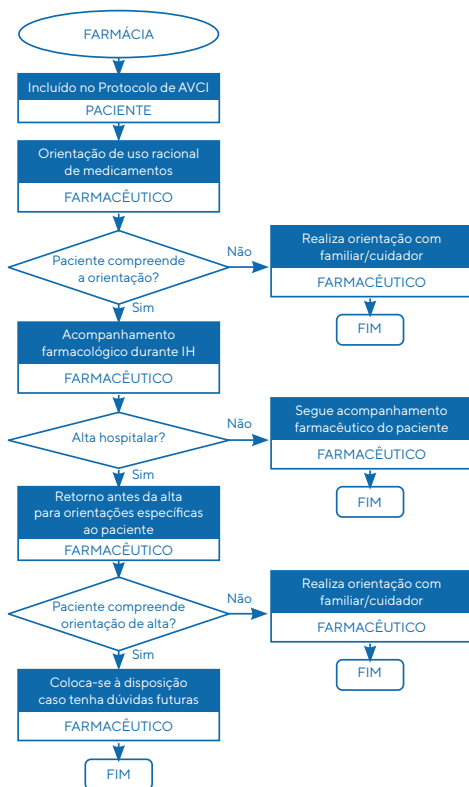 FARMÁCIA
Incluído no Protocolo de AVCI
PACIENTE
Orientação de uso racional
de medicamentos
FARMACÊUTICO
Paciente compreende
a orientação?
Não
Realiza orientação com
familiar/cuidador
FARMACÊUTICO
FIM
Sim
Acompanhamento
farmacológico durante IH
FARMACÊUTICO
Alta hospitalar?
Não
Segue acompanhamento
farmacêutico do paciente
FARMACÊUTICO
FIM
Sim
Retorno antes da alta
para orientações específicas
ao paciente
FARMACÊUTICO
Paciente compreende
orientação de alta?
Não
Realiza orientação com
familiar/cuidador
FARMACÊUTICO
FIM
Sim
Coloca-se à disposição
caso tenha dúvidas futuras
FARMACÊUTICO
FIM